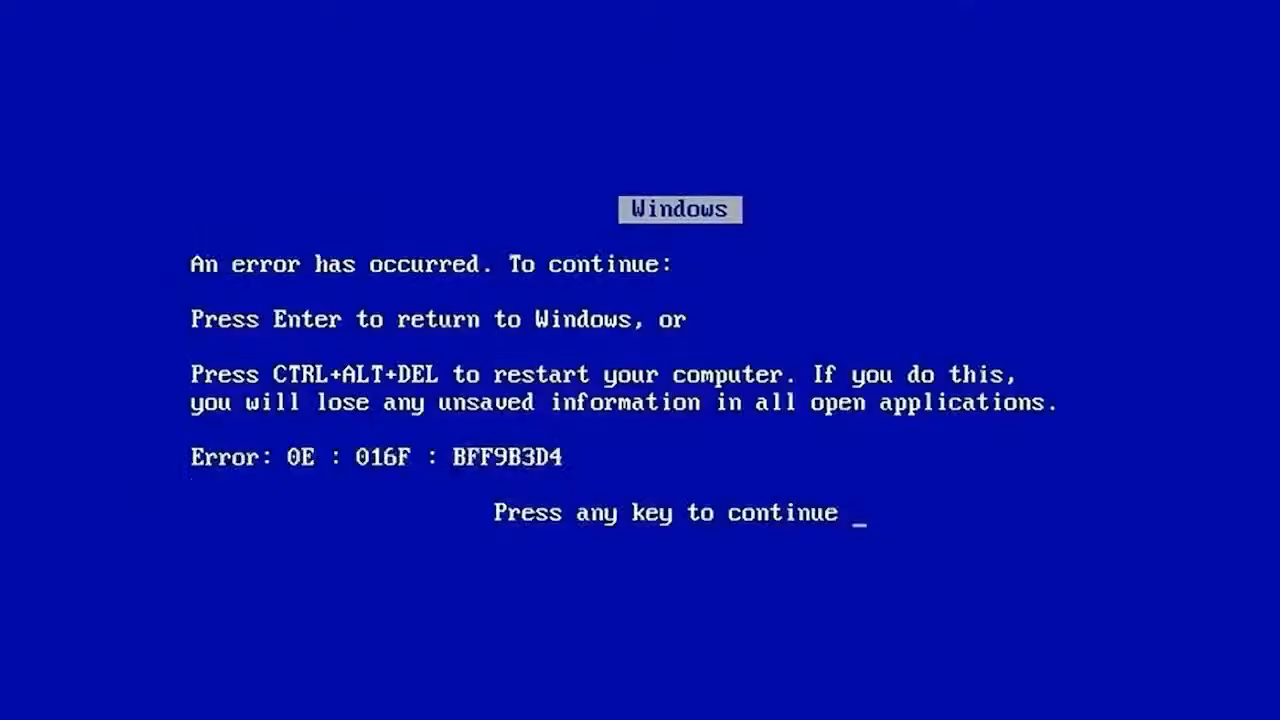 Windows
An error has occurred. To continue:
Press Enter to return to Windows, or
Press CTRL+ALT+DEL to restart your computer. If you do this,
you will lose any unsaved information in all open applications.
Error: 0E : 016F : BFF9B3D4
Press any key to continue _